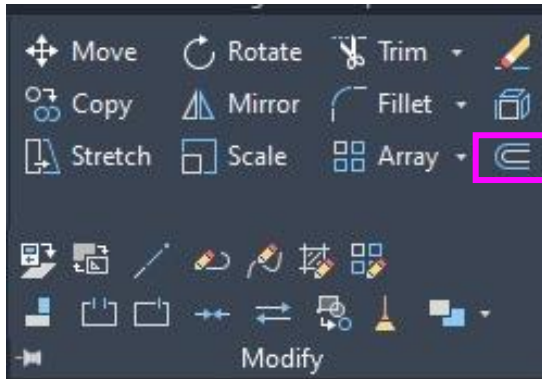 Move Rotate Trim
Copy Mirror Fillet
Stretch Scale Array
Modify